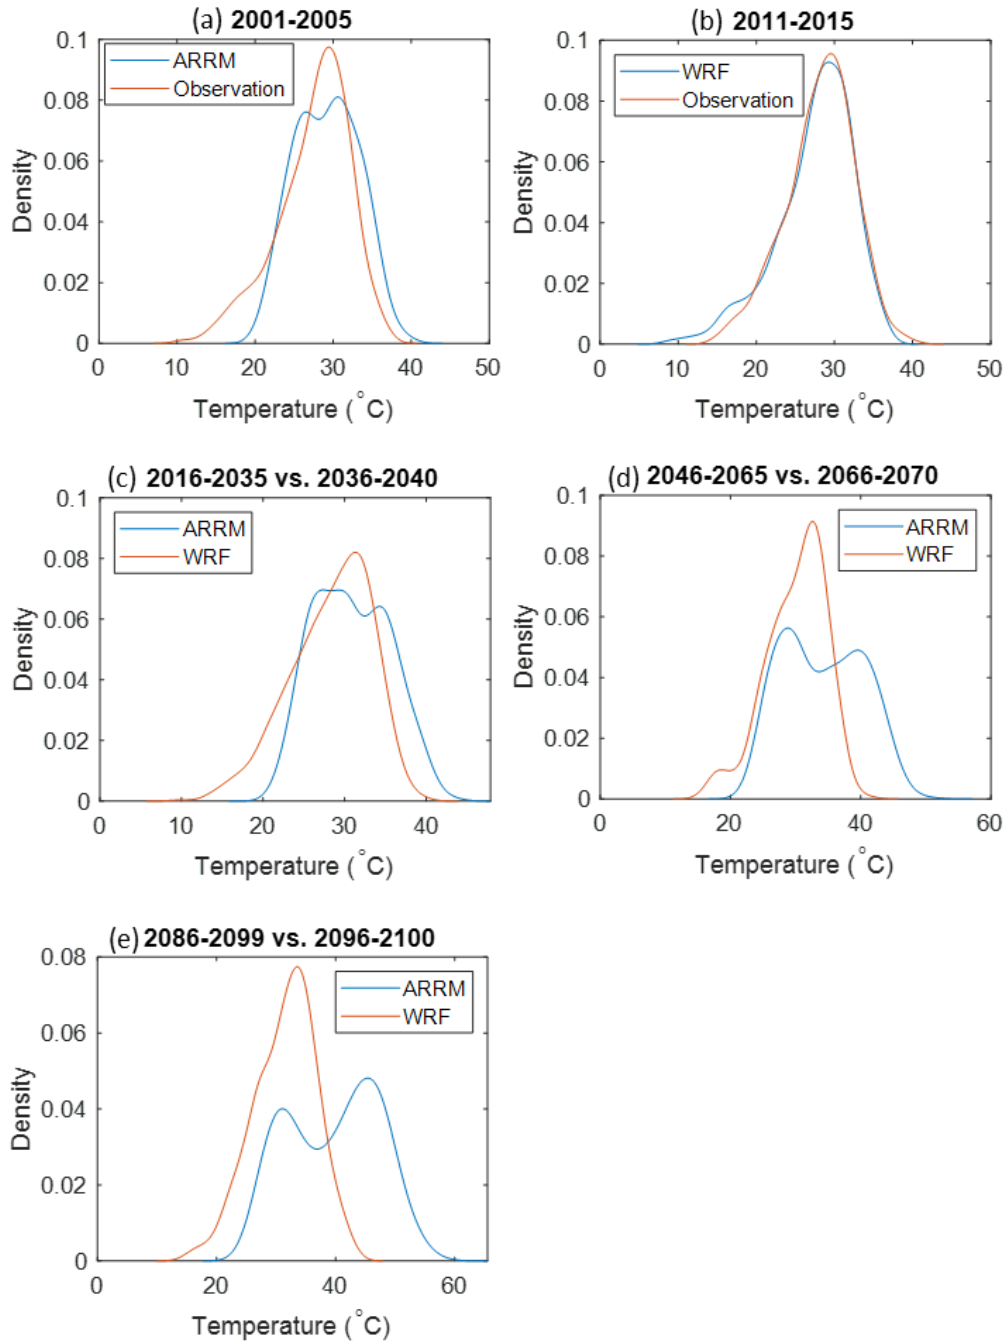 (a) 2001-2005
0.1
0.08
0.06
0.04
0.02
0
Density
ARRM
Observation
0 10 20 30 40 50
Temperature (°C)
(b) 2011-2015
0.1
0.08
0.06
0.04
0.02
0
Density
WRF
Observation
0 10 20 30 40 50
Temperature (°C)
(c) 2016-2035 vs. 2036-2040
0.1
0.08
0.06
0.04
0.02
0
Density
ARRM
WRF
0 10 20 30 40
Temperature (°C)
(d) 2046-2065 vs. 2066-2070
0.1
0.08
0.06
0.04
0.02
0
Density
ARRM
WRF
0 20 40 60
Temperature (°C)
(e) 2086-2099 vs. 2096-2100
0.08
0.06
0.04
0.02
0
Density
ARRM
WRF
0 20 40 60
Temperature (°C)